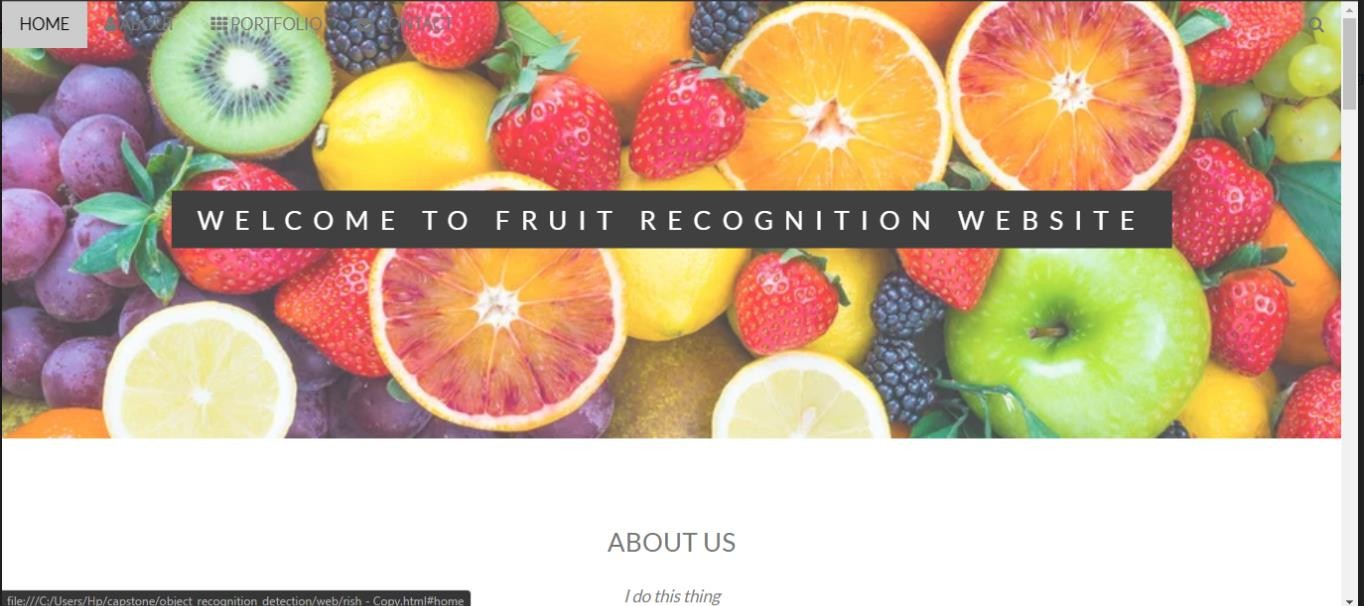 HOME ABOUT PORTFOLIO CONTACT
WELCOME TO FRUIT RECOGNITION WEBSITE
ABOUT US
I do this thing
file:///C:/Users/Hp/capstone/object_recognition_detection/web/rish - Copy.html#home